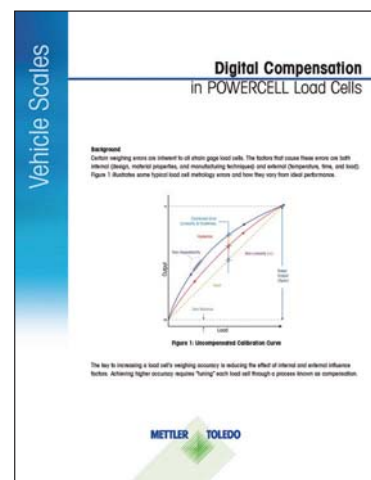 Vehicle Scales
Digital Compensation
in POWERCELL Load Cells
Background
Certain weighing errors are inherent to all strain gage load cells. The factors that cause these errors are both
internal (design, material properties, and manufacturing techniques) and external (temperature, time, and load).
Figure 1 illustrates some typical load cell metrology errors and how they vary from ideal performance.
Output
Load
Figure 1: Uncompensated Calibration Curve
The key to increasing a load cell's weighing accuracy is reducing the effect of internal and external influence
factors. Achieving higher accuracy requires "tuning" each load cell through a process known as compensation.
METTLER TOLEDO